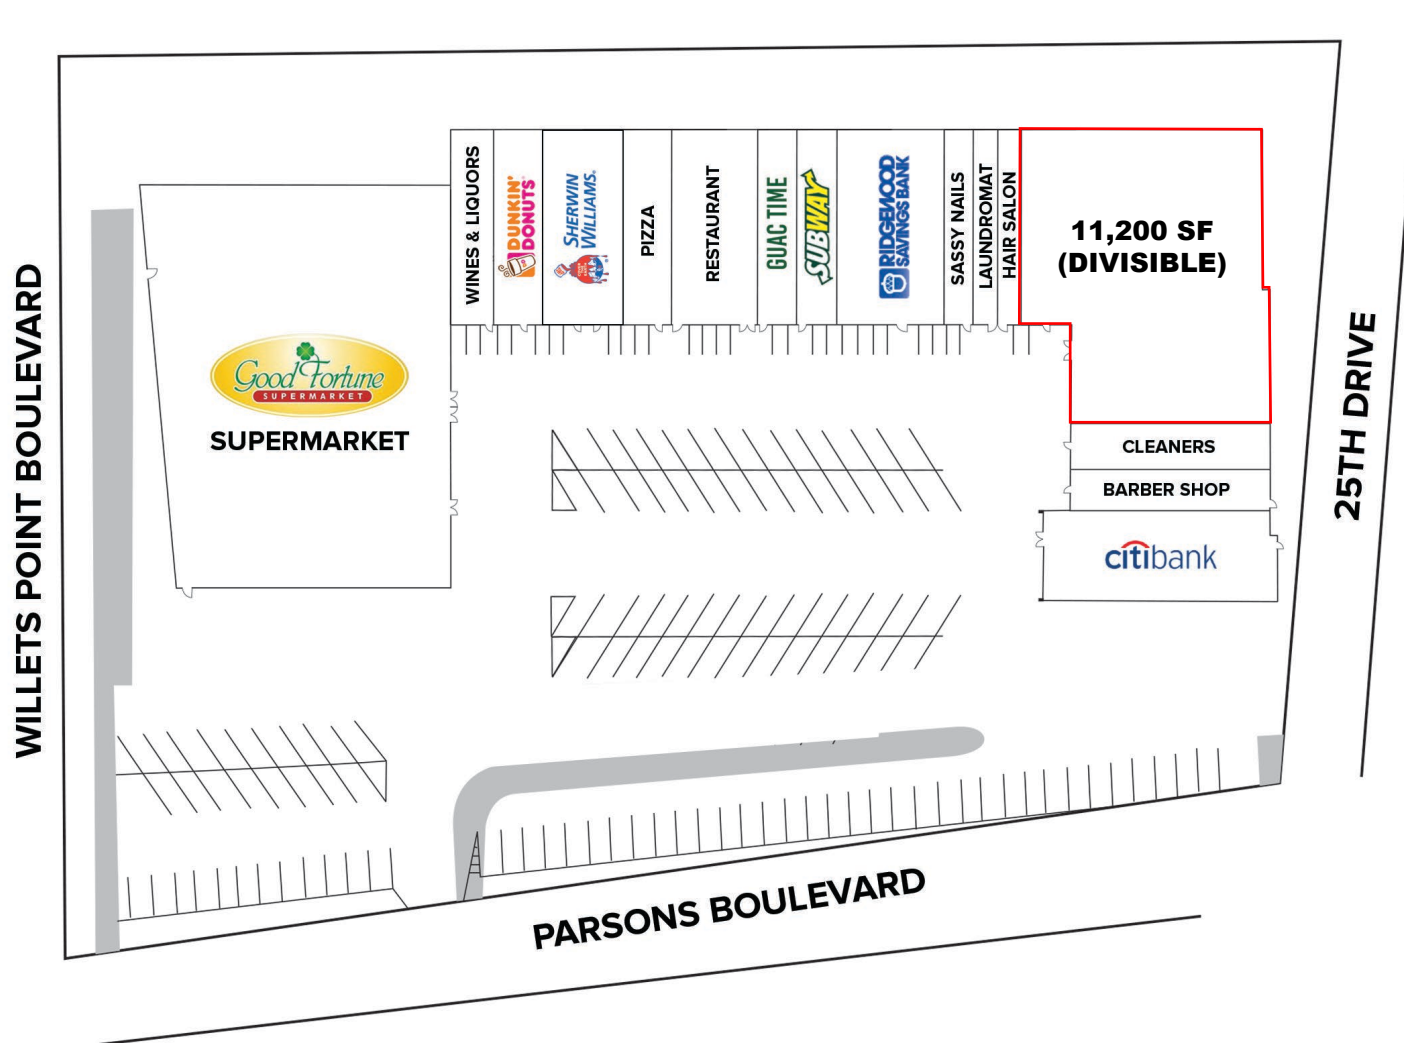 WILLETS POINT BOULEVARD
Good Fortune
SUPERMARKET
SUPERMARKET
WINES & LIQUORS
DUNKIN'
DONUTS
SHERWIN
WILLIAMS.
PIZZA
RESTAURANT
GUAC TIME
SUBWAY
RIDGEWOOD
SAVINGS BANK
SASSY NAILS
LAUNDROMAT
HAIR SALON
11,200 SF
(DIVISIBLE)
CLEANERS
BARBER SHOP
citibank
25TH DRIVE
PARSONS BOULEVARD